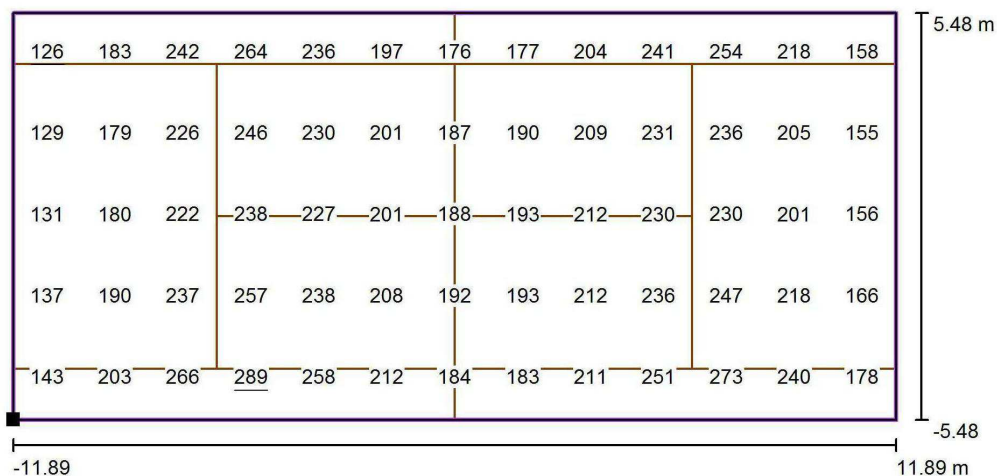 5.48 m
126 183 242 264 236 197 176 177 204 241 254 218 158
129 179 226 246 230 201 187 190 209 231 236 205 155
131 180 222 238 227 201 188 193 212 230 230 201 156
137 190 237 257 238 208 192 193 212 236 247 218 166
143 203 266 289 258 212 184 183 211 251 273 240 178
-5.48
-11.89 11.89 m